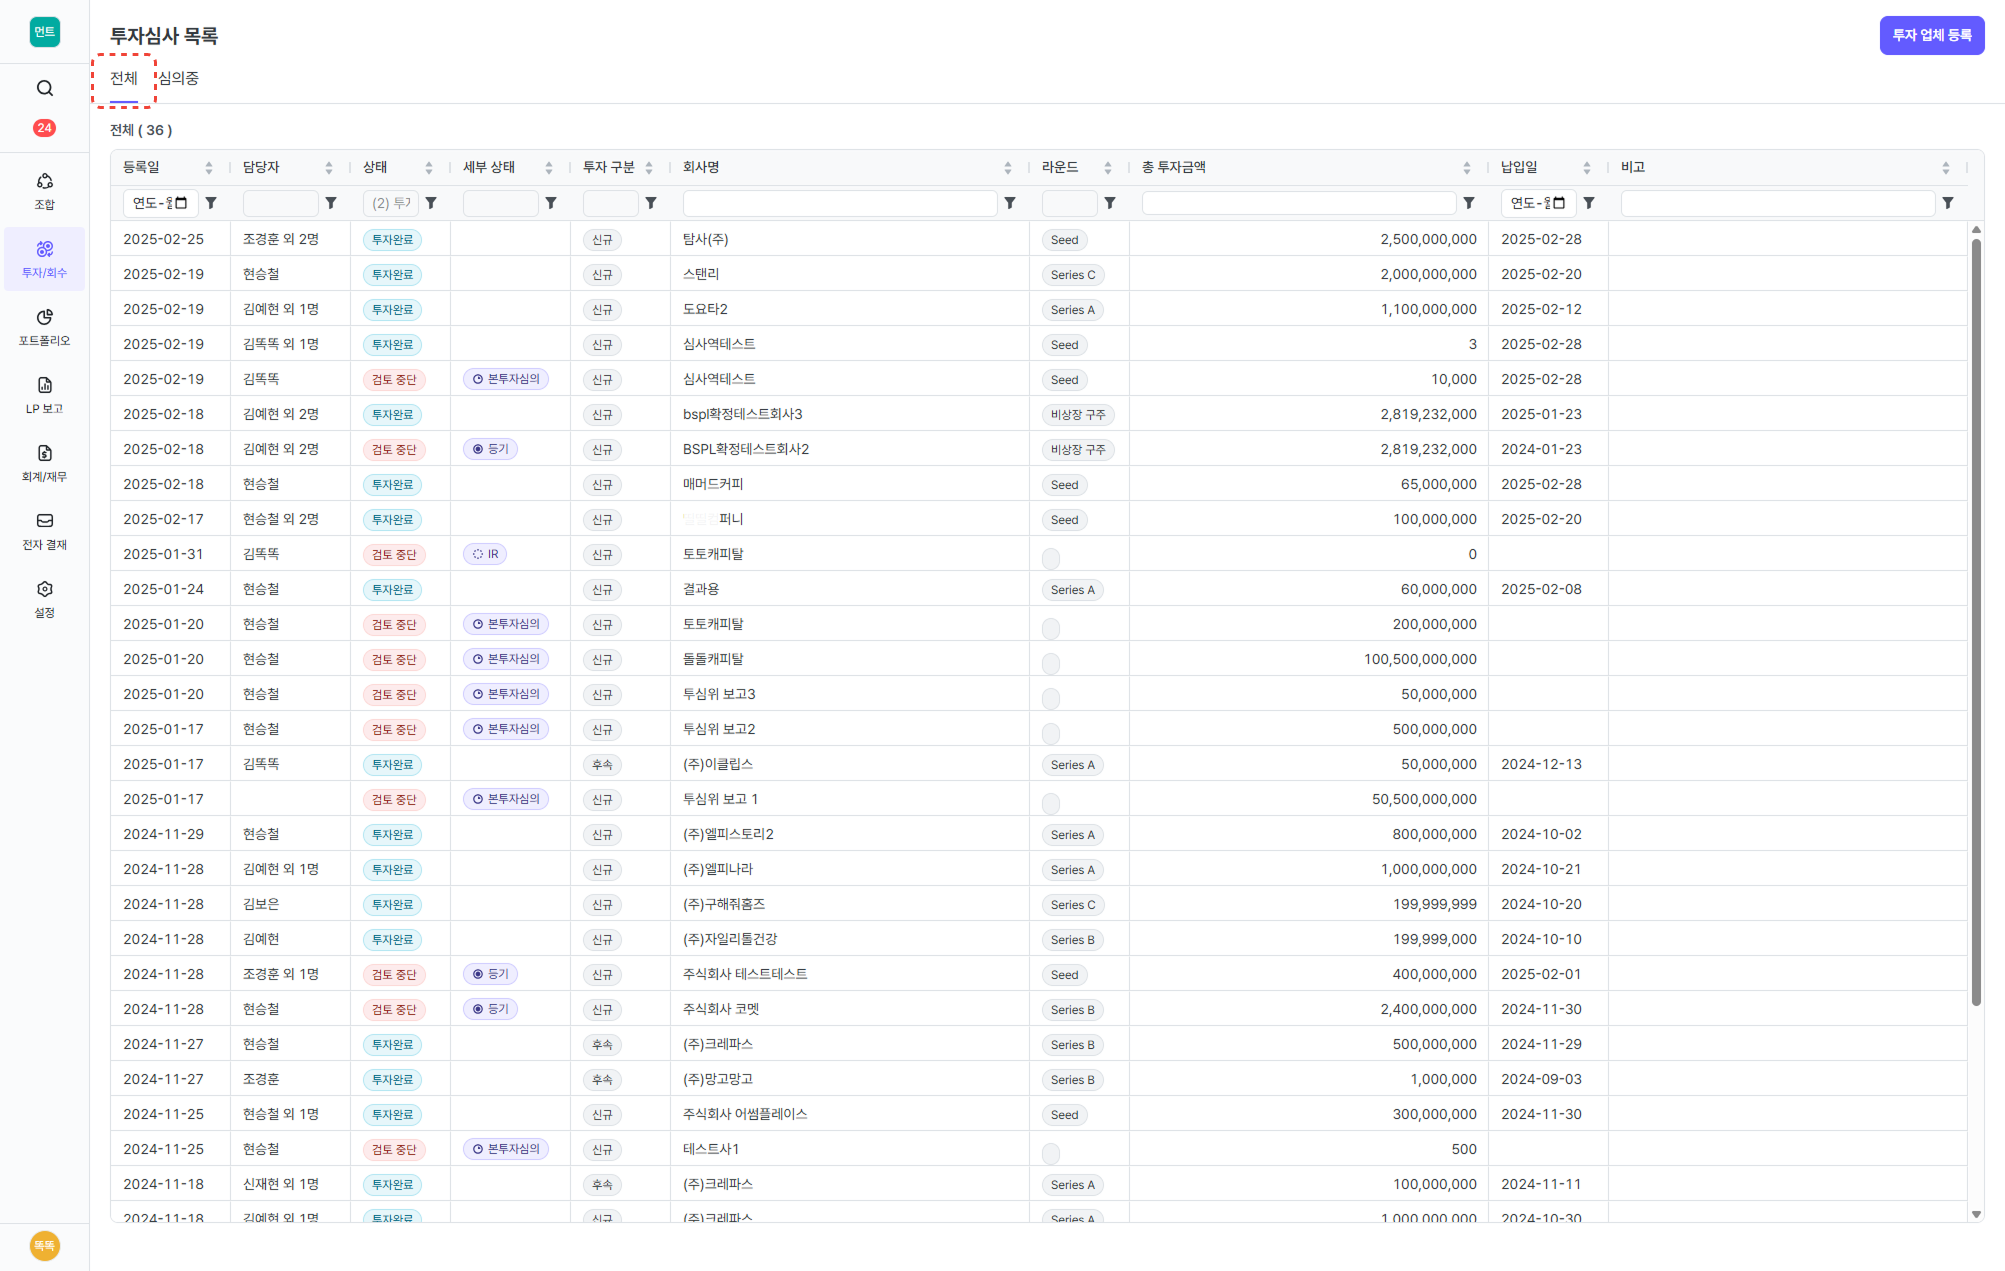 먼트
24
조합
투자/회수
포트폴리오
LP 보고
회계/재무
전자 결재
설정
똑똑
투자심사 목록
투자 업체 등록
전체 심의중
전체 ( 36 )
등록일 담당자 상태 세부 상태 투자 구분 회사명 라운드 총 투자금액 납입일 비고
연도- (2) 투 연도-
2025-02-25 조경훈 외 2명 투자완료 신규 탐사(주) Seed 2,500,000,000 2025-02-28
2025-02-19 현승철 투자완료 신규 스탠리 Series C 2,000,000,000 2025-02-20
2025-02-19 김예현 외 1명 투자완료 신규 도요타2 Series A 1,100,000,000 2025-02-12
2025-02-19 김똑똑 외 1명 투자완료 신규 심사역테스트 Seed 3 2025-02-28
2025-02-19 김똑똑 검토 중단 본투자심의 신규 심사역테스트 Seed 10,000 2025-02-28
2025-02-18 김예현 외 2명 투자완료 신규 bspl확정테스트회사3 비상장 구주 2,819,232,000 2025-01-23
2025-02-18 김예현 외 2명 검토 중단 등기 신규 BSPL확정테스트회사2 비상장 구주 2,819,232,000 2024-01-23
2025-02-18 현승철 투자완료 신규 매머드커피 Seed 65,000,000 2025-02-28
2025-02-17 현승철 외 2명 투자완료 신규 퍼니 Seed 100,000,000 2025-02-20
2025-01-31 김똑똑 검토 중단 IR 신규 토토캐피탈 0
2025-01-24 현승철 투자완료 신규 결과용 Series A 60,000,000 2025-02-08
2025-01-20 현승철 검토 중단 본투자심의 신규 토토캐피탈 200,000,000
2025-01-20 현승철 검토 중단 본투자심의 신규 돌돌캐피탈 100,500,000,000
2025-01-20 현승철 검토 중단 본투자심의 신규 투심위 보고3 50,000,000
2025-01-17 현승철 검토 중단 본투자심의 신규 투심위 보고2 500,000,000
2025-01-17 김똑똑 투자완료 후속 (주)이클립스 Series A 50,000,000 2024-12-13
2025-01-17 검토 중단 본투자심의 신규 투심위 보고 1 50,500,000,000
2024-11-29 현승철 투자완료 신규 (주)엘피스토리2 Series A 800,000,000 2024-10-02
2024-11-28 김예현 외 1명 투자완료 신규 (주)엘피나라 Series A 1,000,000,000 2024-10-21
2024-11-28 김보은 투자완료 신규 (주)구해줘홈즈 Series C 199,999,999 2024-10-20
2024-11-28 김예현 투자완료 신규 (주)자일리톨건강 Series B 199,999,000 2024-10-10
2024-11-28 조경훈 외 1명 검토 중단 등기 신규 주식회사 테스트테스트 Seed 400,000,000 2025-02-01
2024-11-28 현승철 검토 중단 등기 신규 주식회사 코멧 Series B 2,400,000,000 2024-11-30
2024-11-27 현승철 투자완료 후속 (주)크레파스 Series B 500,000,000 2024-11-29
2024-11-27 조경훈 투자완료 후속 (주)망고망고 Series B 1,000,000 2024-09-03
2024-11-25 현승철 외 1명 투자완료 신규 주식회사 어썸플레이스 Seed 300,000,000 2024-11-30
2024-11-25 현승철 검토 중단 본투자심의 신규 테스트사1 500
2024-11-18 신재현 외 1명 투자완료 후속 (주)크레파스 Series A 100,000,000 2024-11-11
2024-11-18 김예현 외 1명 투자완료 신규 (주)크레파스 Series A 1,000,000,000 2024-10-30